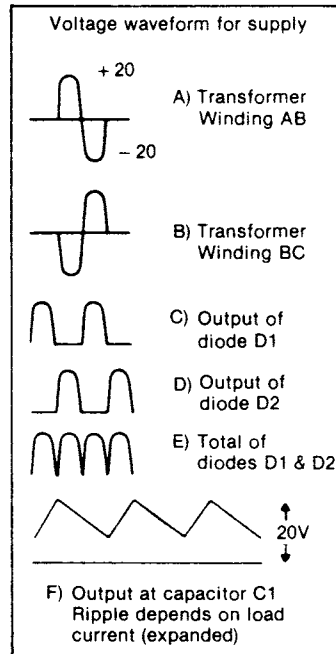 Voltage waveform for supply
+ 20
A) Transformer
Winding AB
– 20
B) Transformer
Winding BC
C) Output of
diode D1
D) Output of
diode D2
E) Total of
diodes D1 & D2
20V
F) Output at capacitor C1
Ripple depends on load
current (expanded)